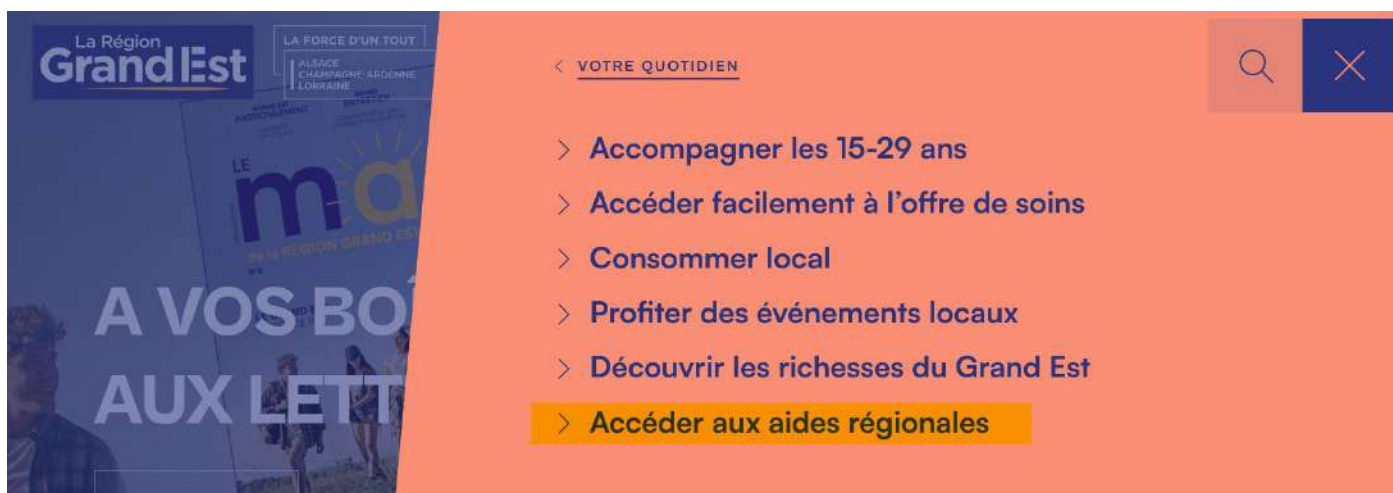 La Région
Grand Est
LA FORCE D'UN TOUT
ALSACE
CHAMPAGNE-ARDENNE
LORRAINE
LE
de la RÉGION GRAND EST
A VOS BO
AUX LETT
VOTRE QUOTIDIEN
Accompagner les 15-29 ans
Accéder facilement à l'offre de soins
Consommer local
Profiter des événements locaux
Découvrir les richesses du Grand Est
Accéder aux aides régionales